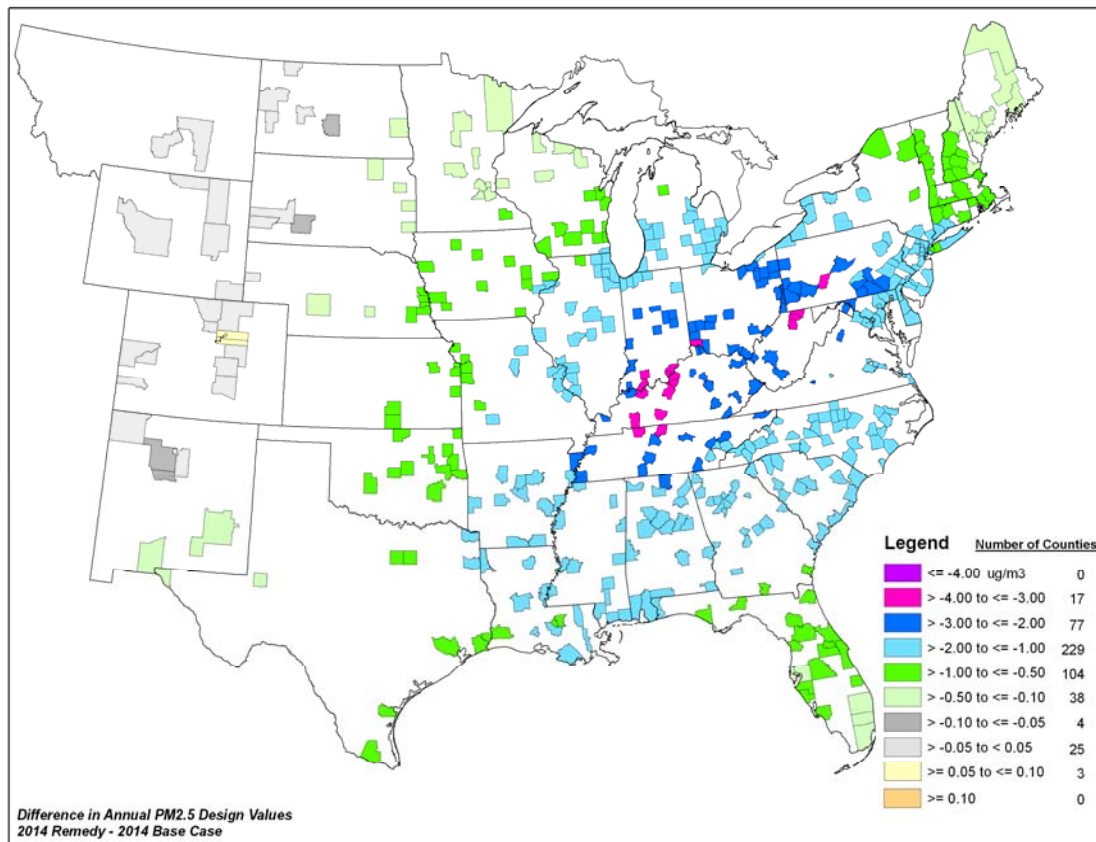 Legend Number of Counties
<= -4.00 ug/m3 0
> -4.00 to <= -3.00 17
> -3.00 to <= -2.00 77
> -2.00 to <= -1.00 229
> -1.00 to <= -0.50 104
> -0.50 to <= -0.10 38
> -0.10 to <= -0.05 4
> -0.05 to < 0.05 25
>= 0.05 to <= 0.10 3
>= 0.10 0
Difference in Annual PM2.5 Design Values
2014 Remedy - 2014 Base Case